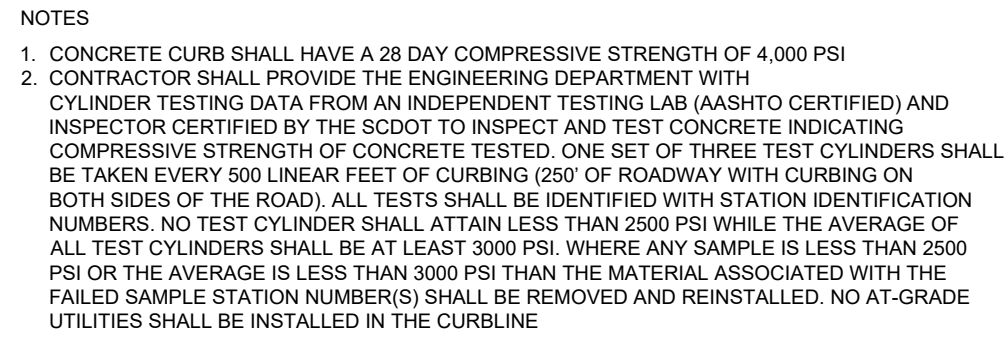 NOTES
1. CONCRETE CURB SHALL HAVE A 28 DAY COMPRESSIVE STRENGTH OF 4,000 PSI
2. CONTRACTOR SHALL PROVIDE THE ENGINEERING DEPARTMENT WITH
CYLINDER TESTING DATA FROM AN INDEPENDENT TESTING LAB (AASHTO CERTIFIED) AND
INSPECTOR CERTIFIED BY THE SCDOT TO INSPECT AND TEST CONCRETE INDICATING
COMPRESSIVE STRENGTH OF CONCRETE TESTED. ONE SET OF THREE TEST CYLINDERS SHALL
BE TAKEN EVERY 500 LINEAR FEET OF CURBING (250' OF ROADWAY WITH CURBING ON
BOTH SIDES OF THE ROAD). ALL TESTS SHALL BE IDENTIFIED WITH STATION IDENTIFICATION
NUMBERS. NO TEST CYLINDER SHALL ATTAIN LESS THAN 2500 PSI WHILE THE AVERAGE OF
ALL TEST CYLINDERS SHALL BE AT LEAST 3000 PSI. WHERE ANY SAMPLE IS LESS THAN 2500
PSI OR THE AVERAGE IS LESS THAN 3000 PSI THAN THE MATERIAL ASSOCIATED WITH THE
FAILED SAMPLE STATION NUMBER(S) SHALL BE REMOVED AND REINSTALLED. NO AT-GRADE
UTILITIES SHALL BE INSTALLED IN THE CURBLINE